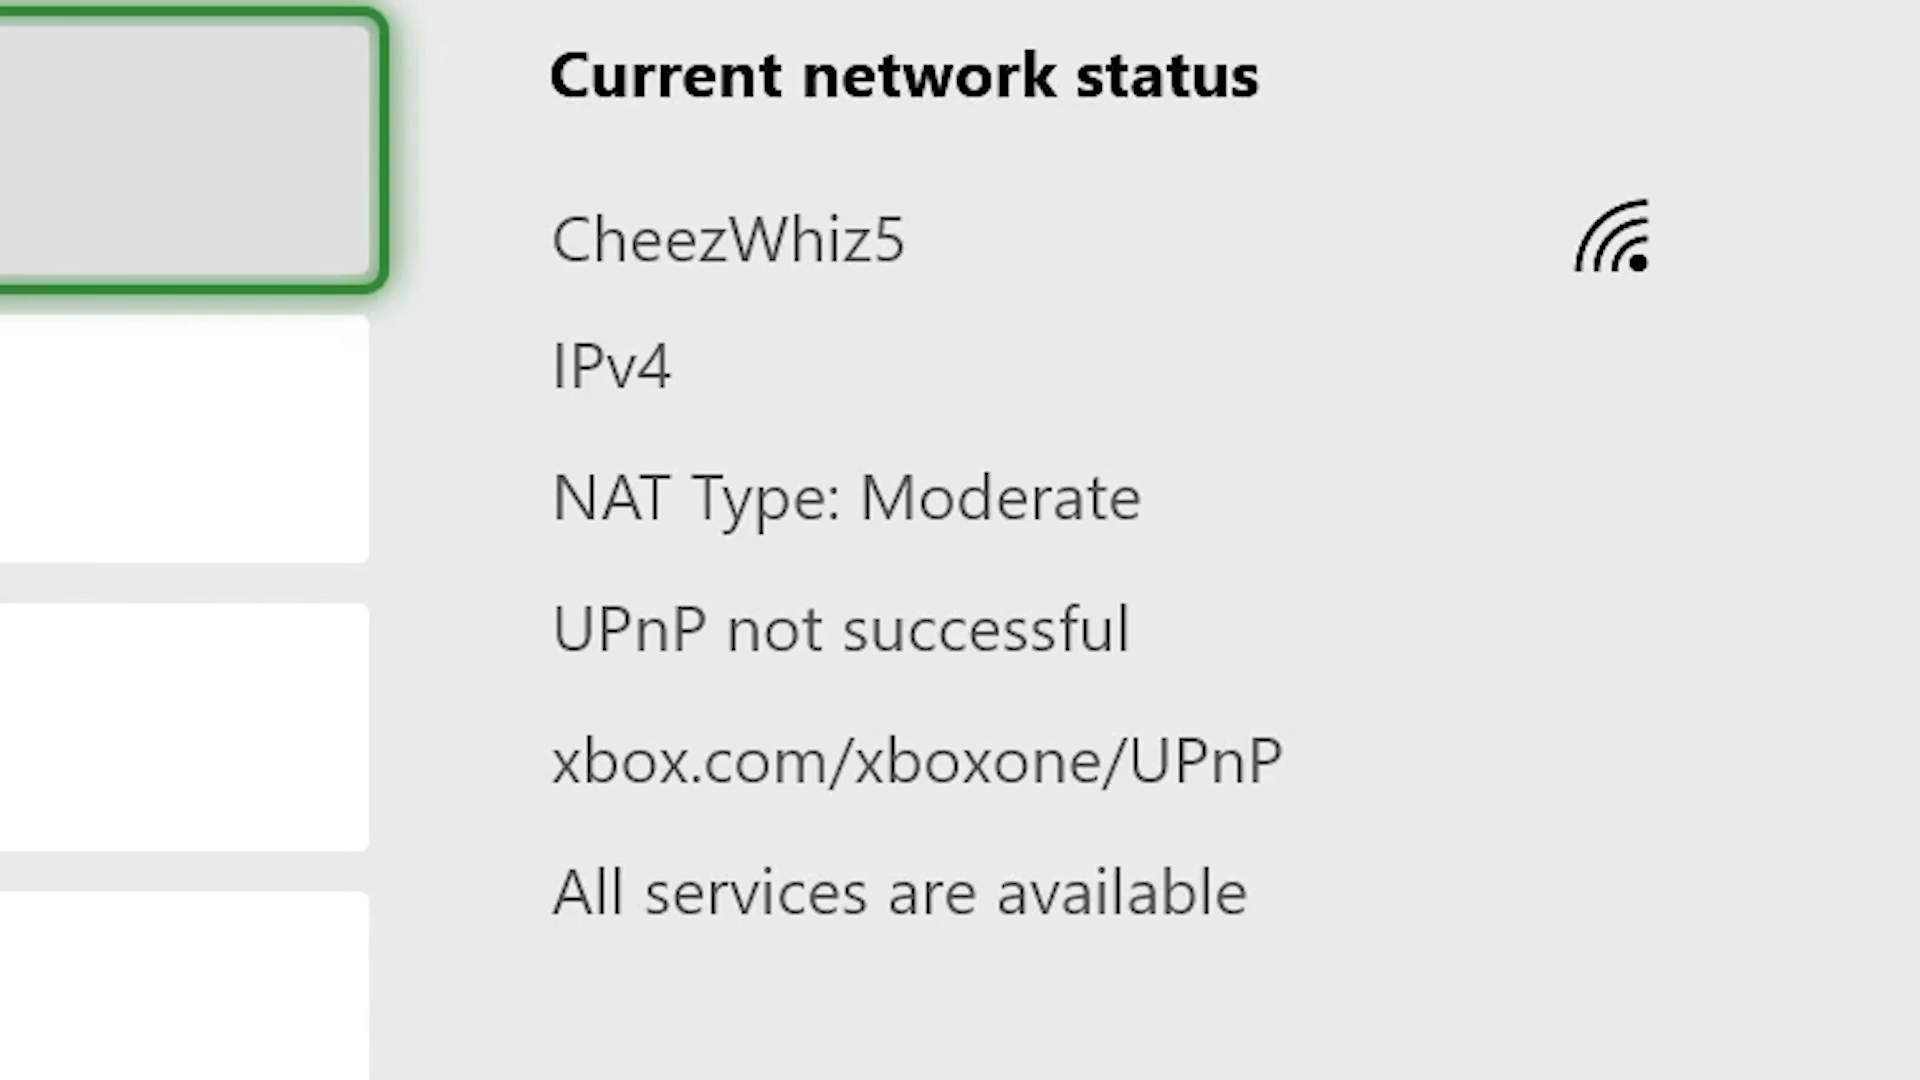 Current network status
CheezWhiz5
IPv4
NAT Type: Moderate
UPnP not successful
xbox.com/xboxone/UPnP
All services are available